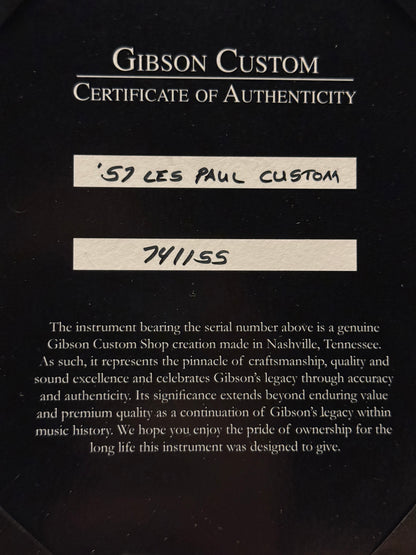 GIBSON CUSTOM
CERTIFICATE OF AUTHENTICITY
'57 LES PAUL CUSTOM
741155
The instrument bearing the serial number above is a genuine
Gibson Custom Shop creation made in Nashville, Tennessee.
As such, it represents the pinnacle of craftsmanship, quality and
sound excellence and celebrates Gibson's legacy through accuracy
and authenticity. Its significance extends beyond enduring value
and premium quality as a continuation of Gibson's legacy within
music history. We hope you enjoy the pride of ownership for the
long life this instrument was designed to give.